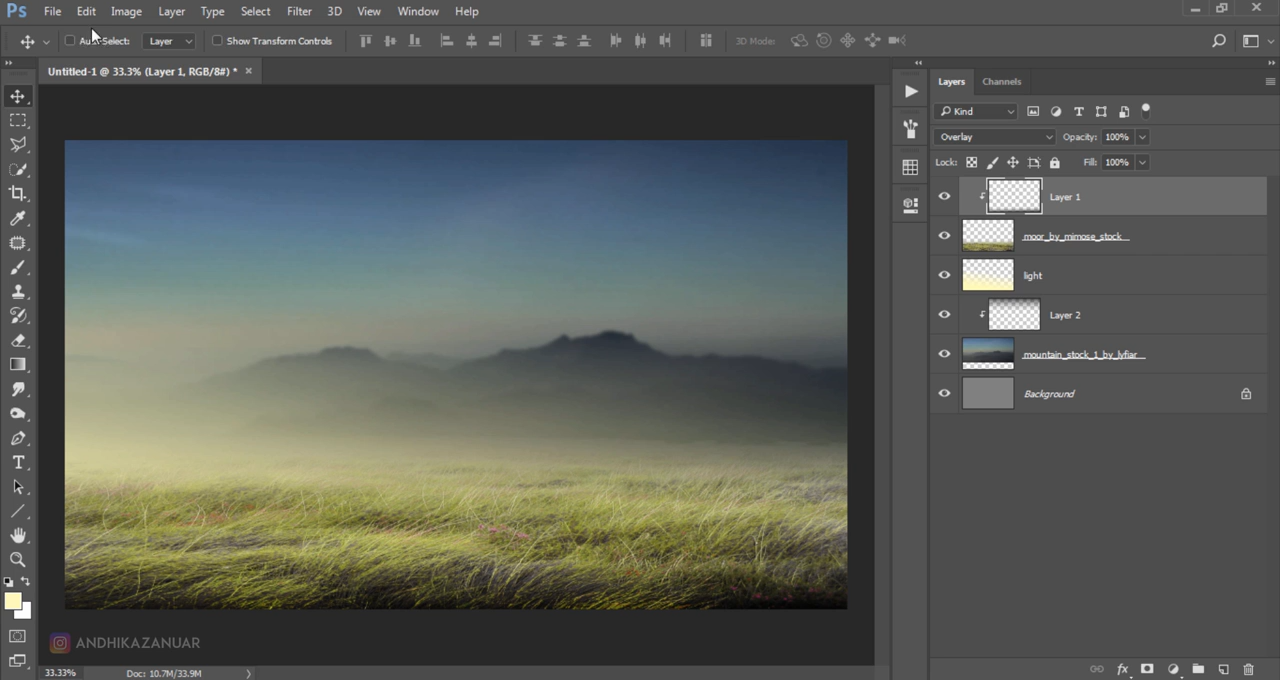 Ps File Edit Image Layer Type Select Filter 3D View Window Help
Auto-Select: Layer Show Transform Controls 3D Mode:
Untitled-1 @ 33.3% (Layer 1, RGB/8#) *
Layers Channels
Kind
Overlay Opacity: 100%
Lock: Fill: 100%
Layer 1
moor_by_mimose_stock
light
Layer 2
mountain_stock_1_by_lyfiar
Background
ANDHIKAZANUAR
33.33% Doc: 10.7M/33.9M
fx